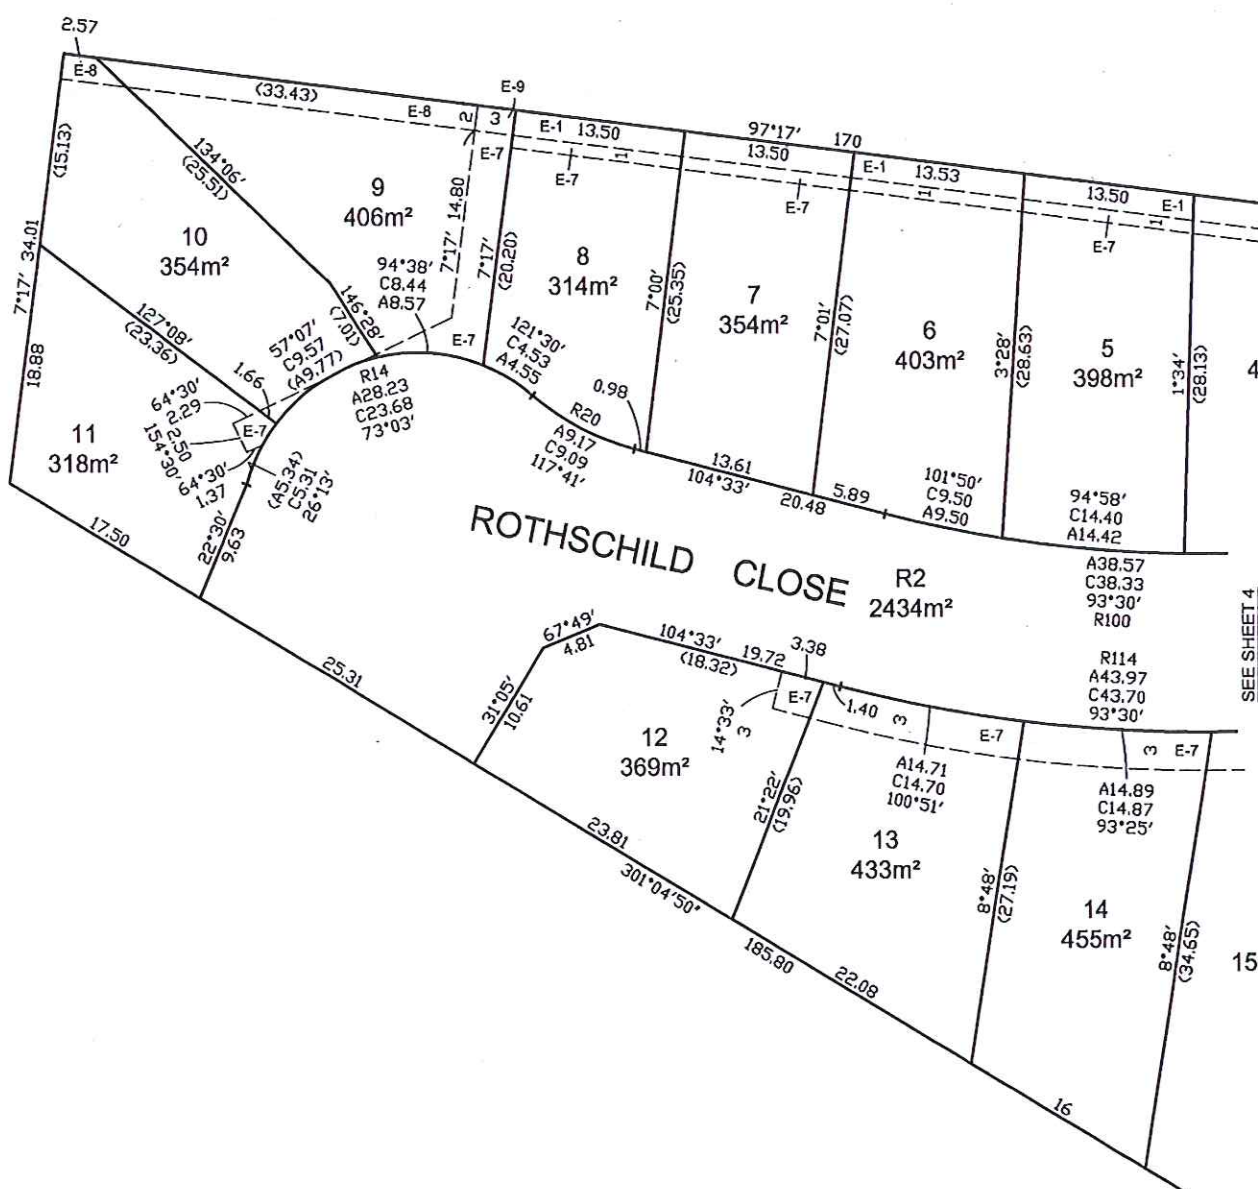 2.57
E-8
(33.43)
E-8
2
3
E-9
E-1
13.50
1
E-7
97°17′
170
13.50
E-7
E-1
13.53
1
13.50
E-7
E-1
1
(15.13)
7°17′ 34.01
18.88
134°06′
(25.51)
10
354m²
9
406m²
7°17′ 14.80
E-7
7°17′
(20.20)
8
314m²
7°00′
(25.35)
7
354m²
7°01′
(27.07)
6
403m²
3°28′
(28.63)
5
398m²
1°34′
(28.13)
4
94°38′
C8.44
A8.57
146°28′
(7.01)
E-7
127°08′
(23.36)
57°07′
C9.57
(A9.77)
1.66
64°30′
2.29
2.50
154°30′
E-7
64°30′
1.37
11
318m²
(A5.34)
C5.31
26°13′
22°30′
9.63
R14
A28.23
C23.68
73°03′
121°30′
C4.53
A4.55
R20
A9.17
C9.09
117°41′
0.98
13.61
104°33′
20.48
5.89
101°50′
C9.50
A9.50
94°58′
C14.40
A14.42
A38.57
C38.33
93°30′
R100
ROTHSCHILD CLOSE
R2
2434m²
SEE SHEET 4
17.50
25.31
67°49′
4.81
31°05′
10.61
104°33′
(18.32)
19.72
3.38
14°33′
3
E-7
1.40
3
E-7
R114
A43.97
C43.70
93°30′
3
E-7
12
369m²
21°22′
(19.96)
A14.71
C14.70
100°51′
13
433m²
A14.89
C14.87
93°25′
8°48′
(27.19)
14
455m²
8°48′
(34.65)
15
23.81
301°04′50"
185.80
22.08
16